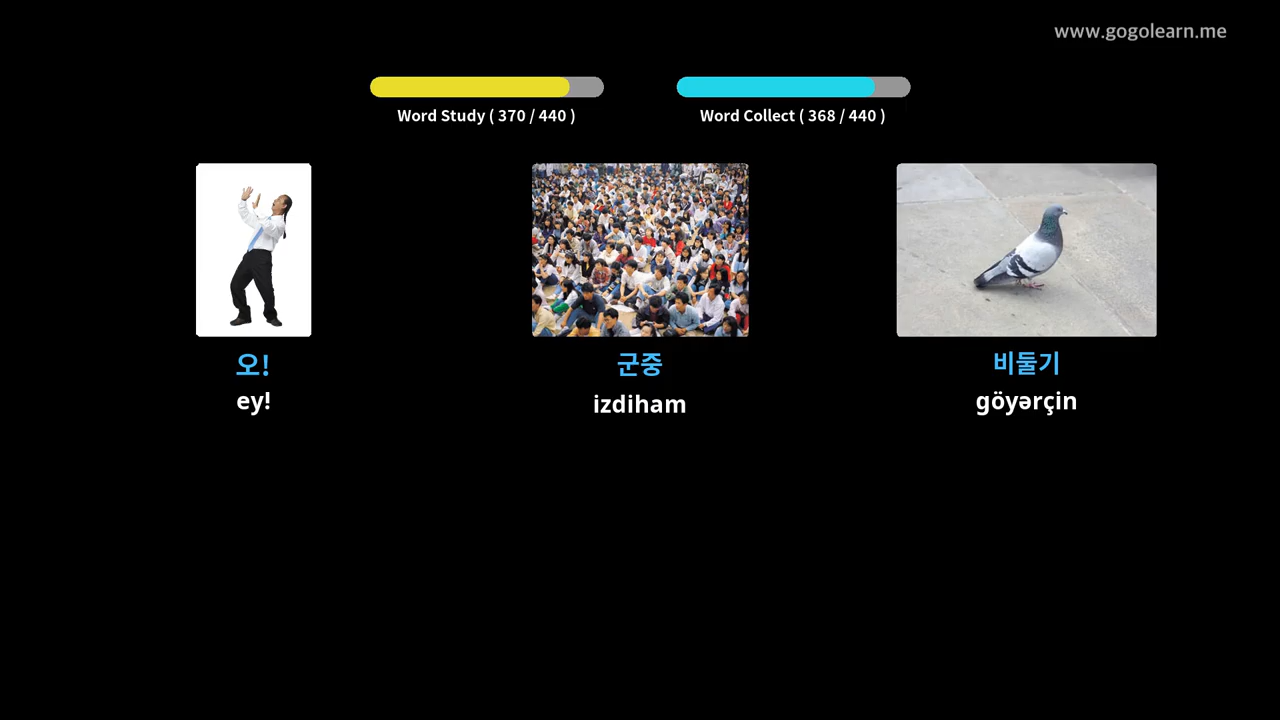 www.gogolearn.me
Word Study ( 370 / 440 )
Word Collect ( 368 / 440 )
오!
ey!
군중
izdiham
비둘기
göyərçin